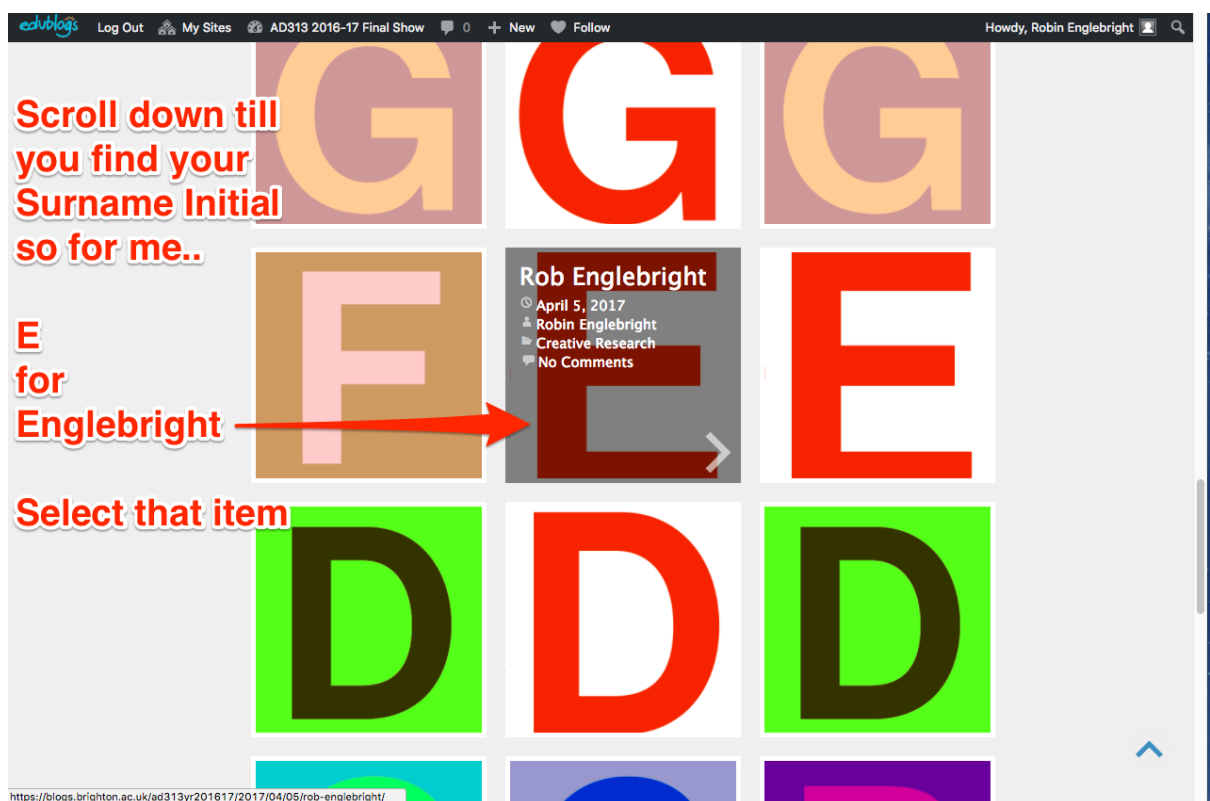 edublogs Log Out My Sites AD313 2016-17 Final Show 0 + New Follow Howdy, Robin Englebright
G G G
Scroll down till
you find your
Surname Initial
so for me..
E
for
Englebright
Select that item
F E E
Rob Englebright
April 5, 2017
Robin Englebright
Creative Research
No Comments
D D D
https://blogs.brighton.ac.uk/ad313yr201617/2017/04/05/rob-englebright/